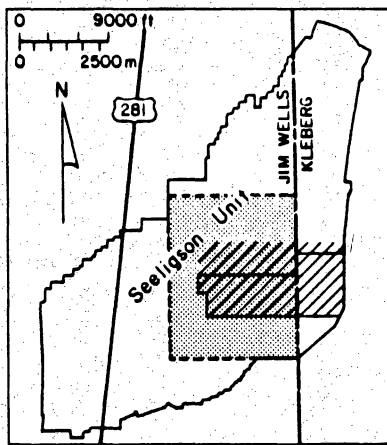 0 9000 ft
0 2500 m
N
281
JIM WELLS
KLEBERG
Seeligson Unit